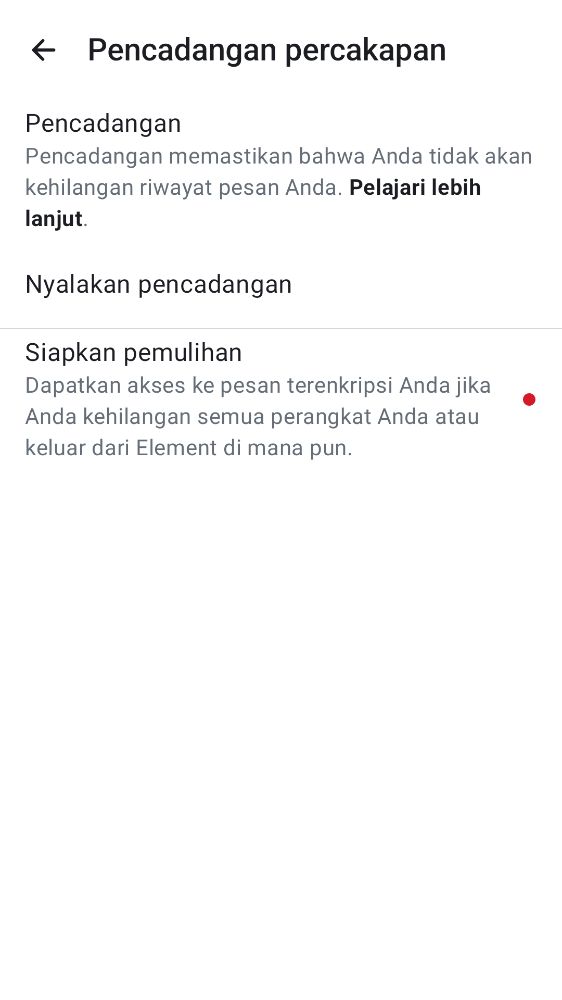 Pencadangan percakapan
Pencadangan
Pencadangan memastikan bahwa Anda tidak akan
kehilangan riwayat pesan Anda. Pelajari lebih
lanjut.
Nyalakan pencadangan
Siapkan pemulihan
Dapatkan akses ke pesan terenkripsi Anda jika
Anda kehilangan semua perangkat Anda atau
keluar dari Element di mana pun.